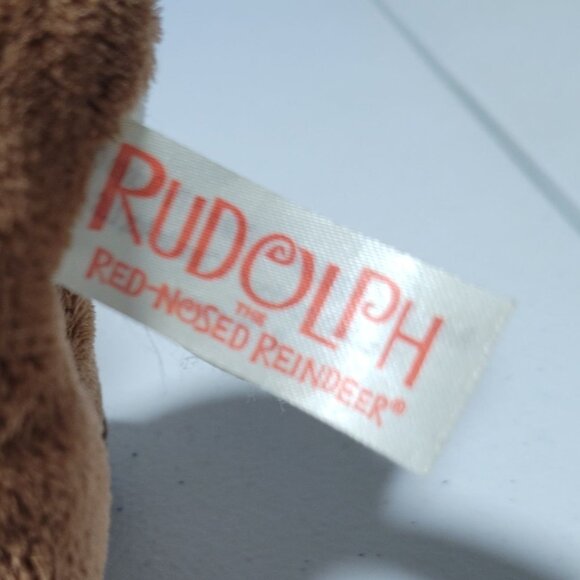 RUDOLPH
THE
RED-NOSED REINDEER®